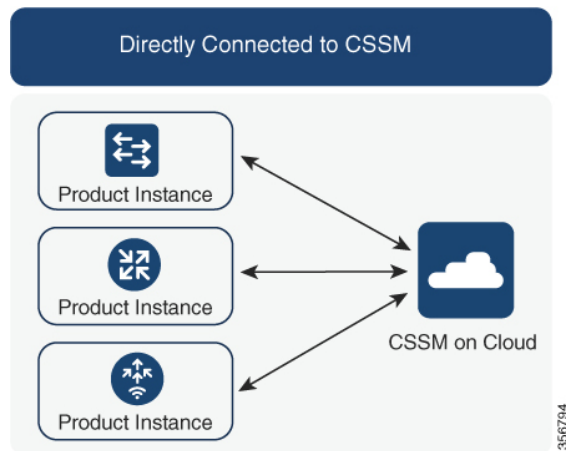 Directly Connected to CSSM
Product Instance
Product Instance
Product Instance
CSSM on Cloud
356794